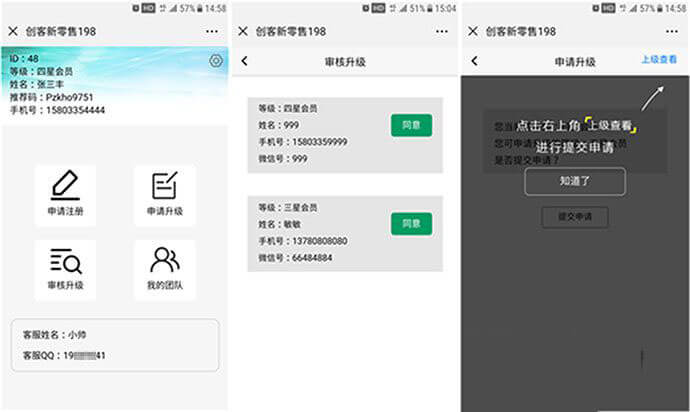 HD 57% 14:58
创客新零售198
ID:48
等级：四星会员
姓名：张三丰
推荐码：Pzkho9751
手机号：15803354444
申请注册
申请升级
审核升级
我的团队
客服姓名：小帅
客服QQ：19 41
HD 51% 15:04
创客新零售198
审核升级
等级：四星会员
姓名：999
同意
手机号：15803359999
微信号：999
等级：三星会员
姓名：敏敏
同意
手机号：13780808080
微信号：66484884
HD 57% 14:58
创客新零售198
申请升级
上级查看
点击右上角 上级查看
进行提交申请
您当
您可申请 员
是否提交申请？
知道了
提交申请